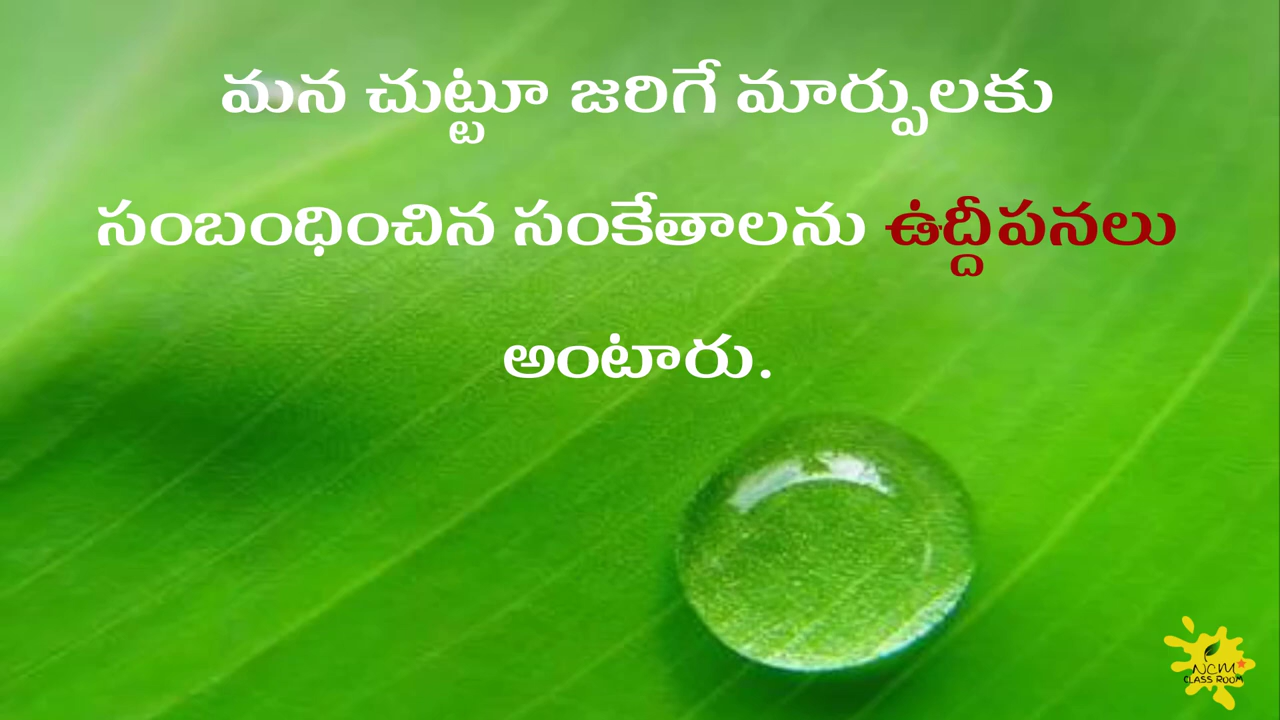 మన చుట్టూ జరిగే మార్పులకు
సంబంధించిన సంకేతాలను ఉద్దీపనలు
అంటారు.
NCM
CLASS ROOM